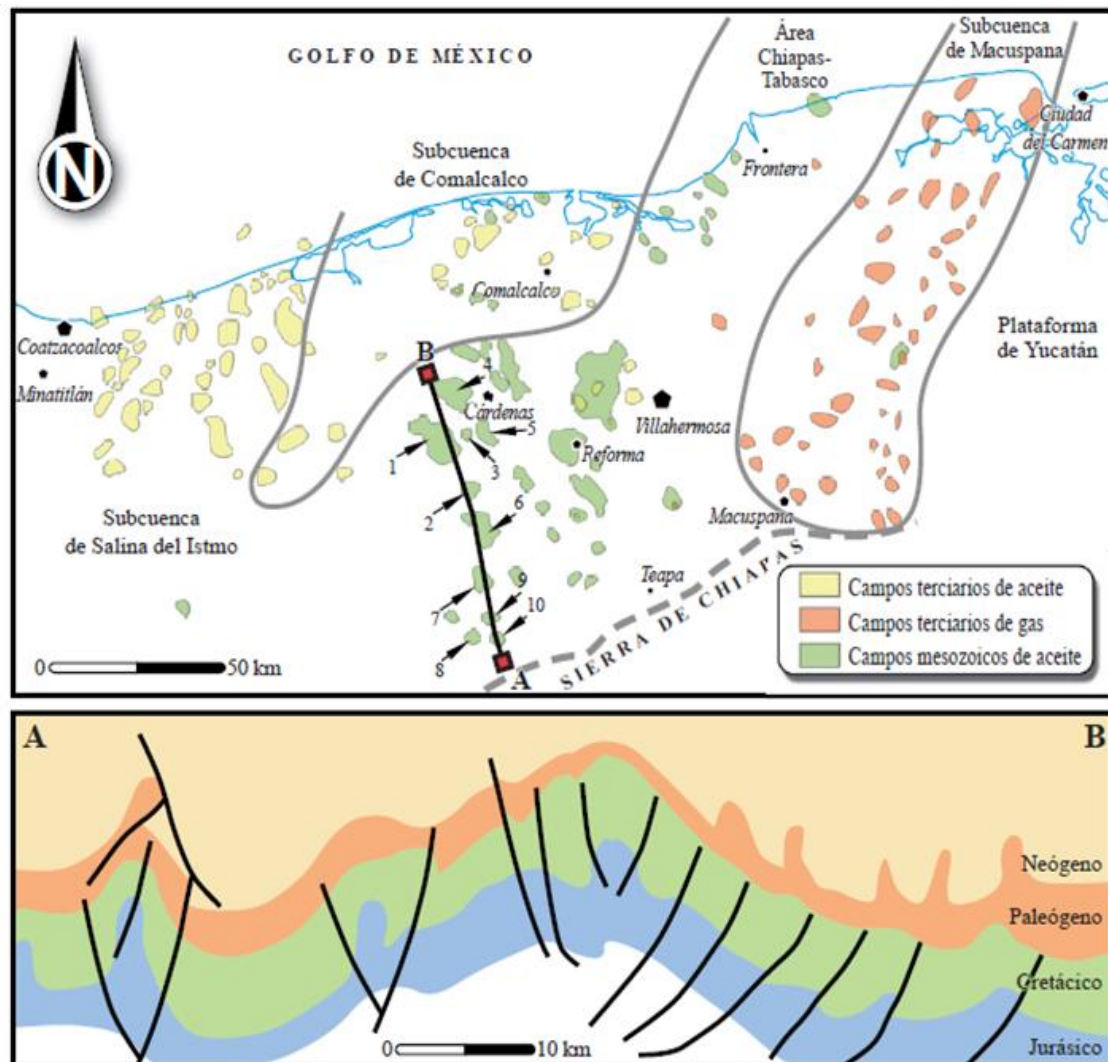 GOLFO DE MÉXICO
Área
Chiapas-
Tabasco
Subcuenca
de Macuspana
Ciudad
del Carmen
N
Subcuenca
de Comalcalco
Frontera
Comalcalco
Coatzacoalcos
Minatitlán
B
4
Cárdenas
5
1
3
Villahermosa
Reforma
Plataforma
de Yucatán
2
6
Macuspana
Subcuenca
de Salina del Istmo
Teapa
9
7
10
8
A
SIERRA DE CHIAPAS
0 50 km
Campos terciarios de aceite
Campos terciarios de gas
Campos mesozoicos de aceite
A
B
Neógeno
Paleógeno
Cretácico
Jurásico
0 10 km